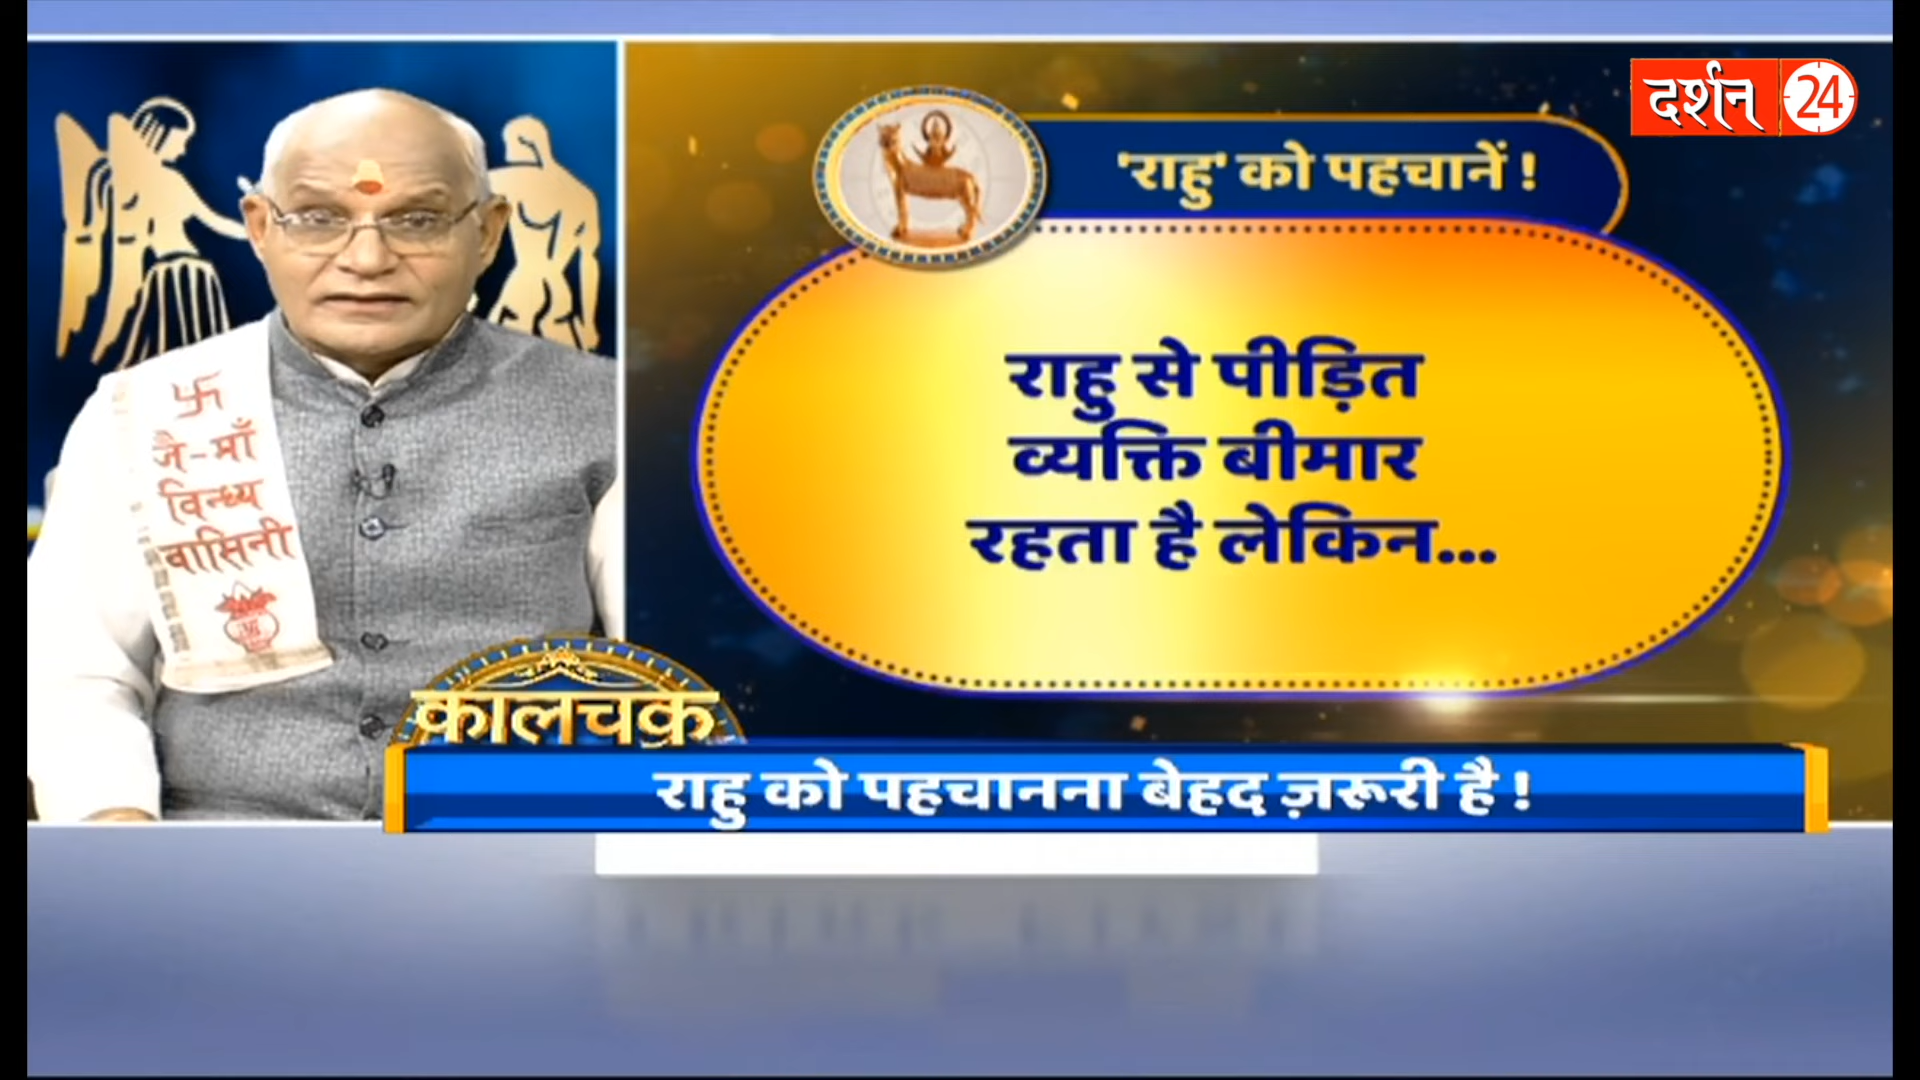 दर्शन 24
'राहु' को पहचानें !
राहु से पीड़ित
व्यक्ति बीमार
रहता है लेकिन...
जै-माँ
विन्ध्य
वासिनी
कालचक्र
राहु को पहचानना बेहद ज़रूरी है !